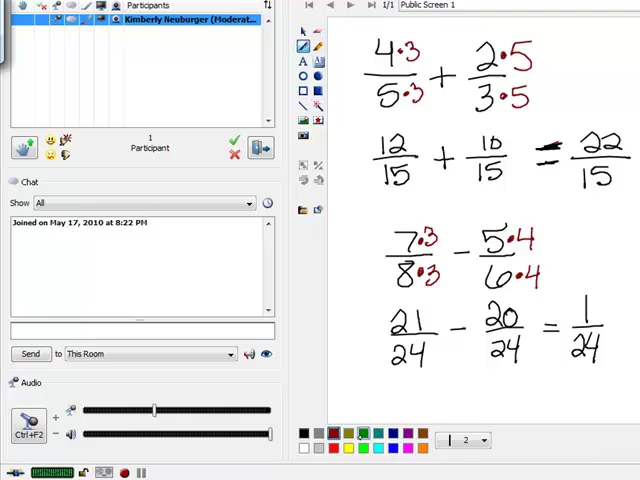 Participants
1/1 Public Screen 1
Kimberly Neuburger (Moderat...
1
Participant
Chat
Show All
Joined on May 17, 2010 at 8:22 PM
Send to This Room
Audio
Ctrl+F2
4·3/5·3 + 2·5/3·5
12/15 + 10/15 = 22/15
7·3/8·3 − 5·4/6·4
21/24 − 20/24 = 1/24
2